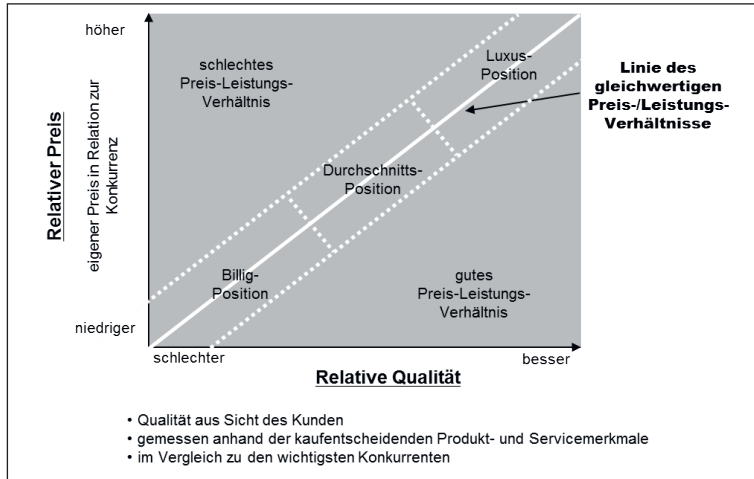 höher
schlechtes
Preis-Leistungs-
Verhältnis
Luxus-
Position
Linie des
gleichwertigen
Preis-/Leistungs-
Verhältnisse
Relativer Preis
eigener Preis in Relation zur
Konkurrenz
Durchschnitts-
Position
Billig-
Position
gutes
Preis-Leistungs-
Verhältnis
niedriger
schlechter
besser
Relative Qualität
• Qualität aus Sicht des Kunden
• gemessen anhand der kaufentscheidenden Produkt- und Servicemerkmale
• im Vergleich zu den wichtigsten Konkurrenten